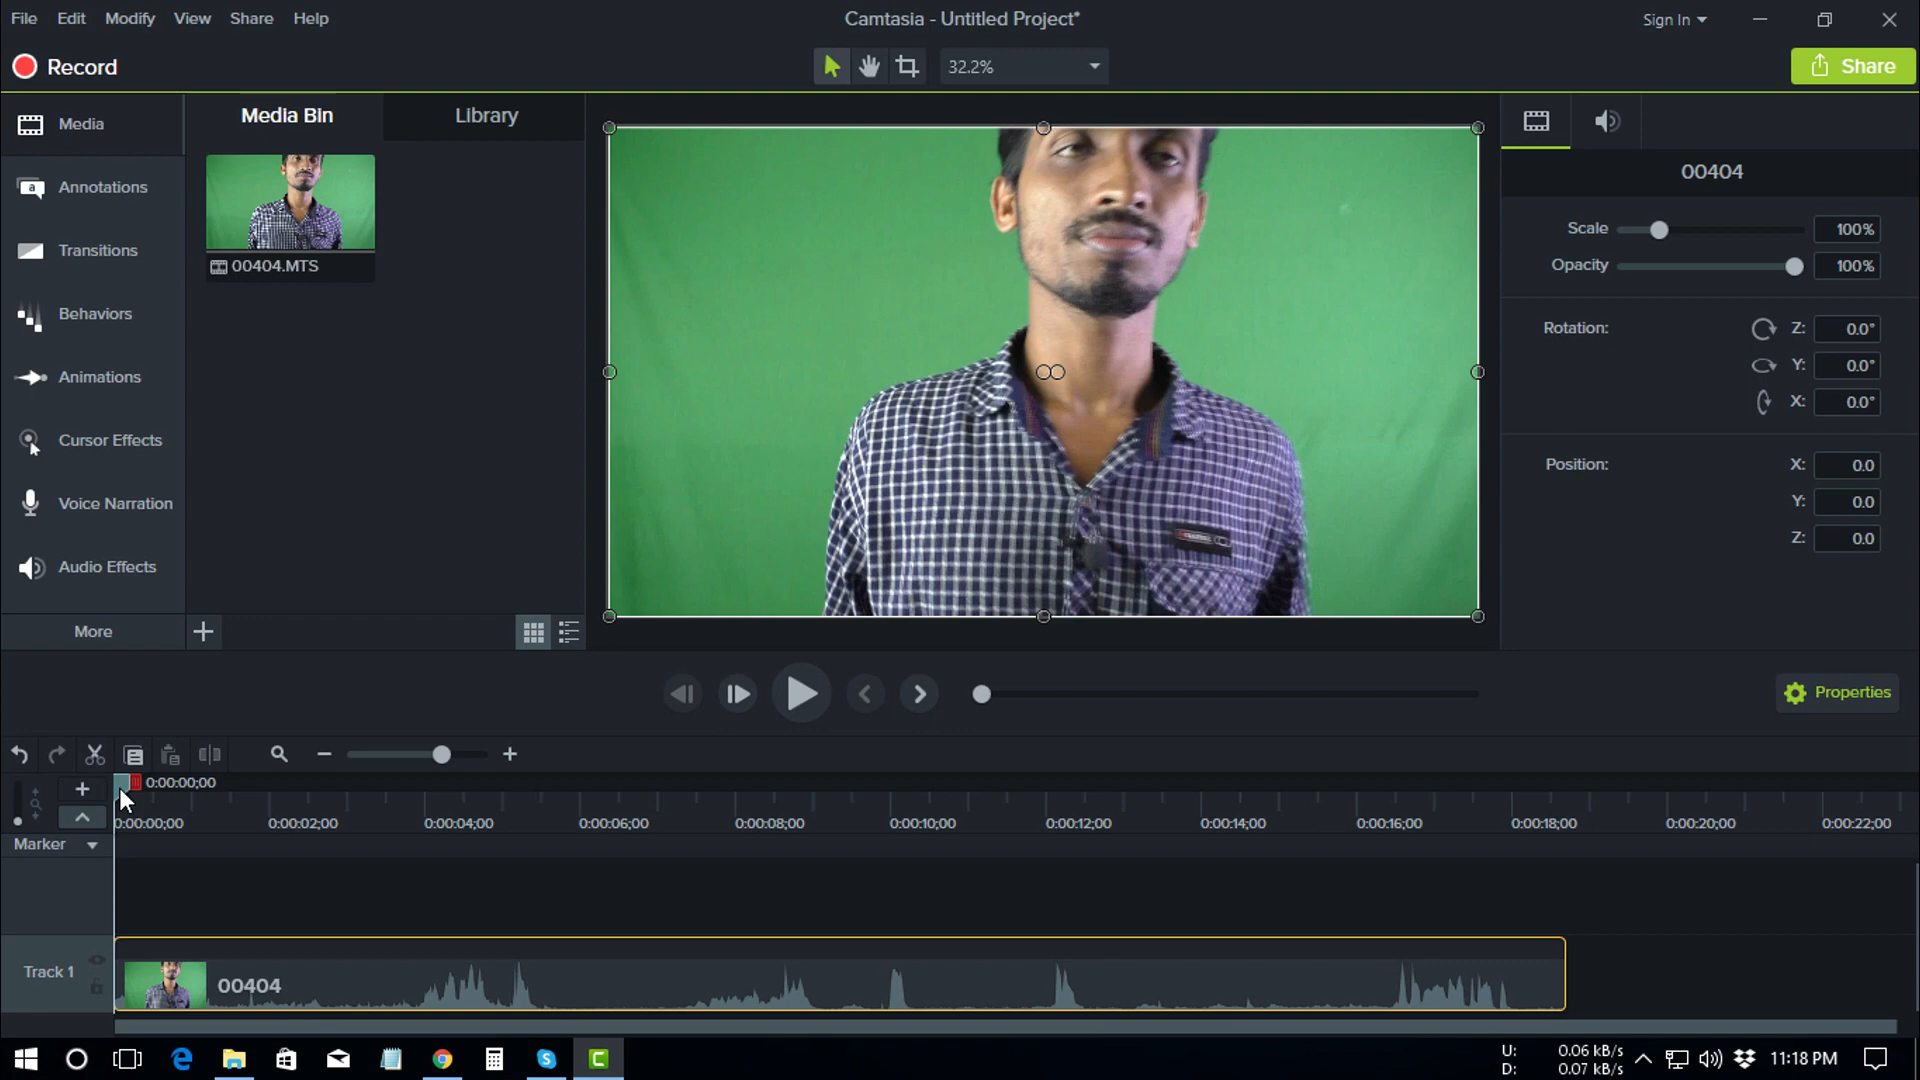 File Edit Modify View Share Help
Camtasia - Untitled Project*
Sign In
Record
32.2%
Share
Media
Annotations
Transitions
Behaviors
Animations
Cursor Effects
Voice Narration
Audio Effects
More
Media Bin Library
00404.MTS
00404
Scale 100%
Opacity 100%
Rotation: Z: 0.0°
Y: 0.0°
X: 0.0°
Position: X: 0.0
Y: 0.0
Z: 0.0
Properties
0:00:00;00
0:00:00;00 0:00:02;00 0:00:04;00 0:00:06;00 0:00:08;00 0:00:10;00 0:00:12;00 0:00:14;00 0:00:16;00 0:00:18;00 0:00:20;00 0:00:22;00
Marker
Track 1
00404
U: 0.06 kB/s
D: 0.07 kB/s
11:18 PM